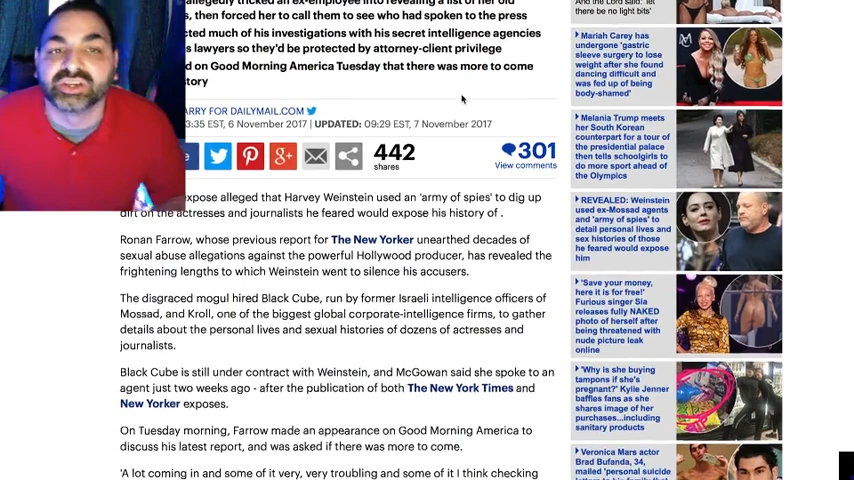 allegedly tricked an ex-employee into revealing a list of her old
, then forced her to call them to see who had spoken to the press
cted much of his investigations with his secret intelligence agencies
s lawyers so they'd be protected by attorney-client privilege
d on Good Morning America Tuesday that there was more to come
story
ARRY FOR DAILYMAIL.COM
3:35 EST, 6 November 2017 | UPDATED: 09:29 EST, 7 November 2017
442
shares
301
View comments
expose alleged that Harvey Weinstein used an 'army of spies' to dig up
dirt on the actresses and journalists he feared would expose his history of .
Ronan Farrow, whose previous report for The New Yorker unearthed decades of
sexual abuse allegations against the powerful Hollywood producer, has revealed the
frightening lengths to which Weinstein went to silence his accusers.
The disgraced mogul hired Black Cube, run by former Israeli intelligence officers of
Mossad, and Kroll, one of the biggest global corporate-intelligence firms, to gather
details about the personal lives and sexual histories of dozens of actresses and
journalists.
Black Cube is still under contract with Weinstein, and McGowan said she spoke to an
agent just two weeks ago - after the publication of both The New York Times and
New Yorker exposes.
On Tuesday morning, Farrow made an appearance on Good Morning America to
discuss his latest report, and was asked if there was more to come.
'A lot coming in and some of it very, very troubling and some of it I think checking
And the Lord said: 'let
there be no light bits'
Mariah Carey has
undergone 'gastric
sleeve surgery to lose
weight after she found
dancing difficult and
was fed up of being
body-shamed'
Melania Trump meets
her South Korean
counterpart for a tour of
the presidential palace
then tells schoolgirls to
do more sport ahead of
the Olympics
REVEALED: Weinstein
used ex-Mossad agents
and 'army of spies' to
detail personal lives and
sex histories of those
he feared would expose
him
'Save your money,
here it is for free!'
Furious singer Sia
releases fully NAKED
photo of herself after
being threatened with
nude picture leak
online
'Why is she buying
tampons if she's
pregnant?' Kylie Jenner
baffles fans as she
shares image of her
purchases...including
sanitary products
Veronica Mars actor
Brad Bufanda, 34,
mailed 'personal suicide